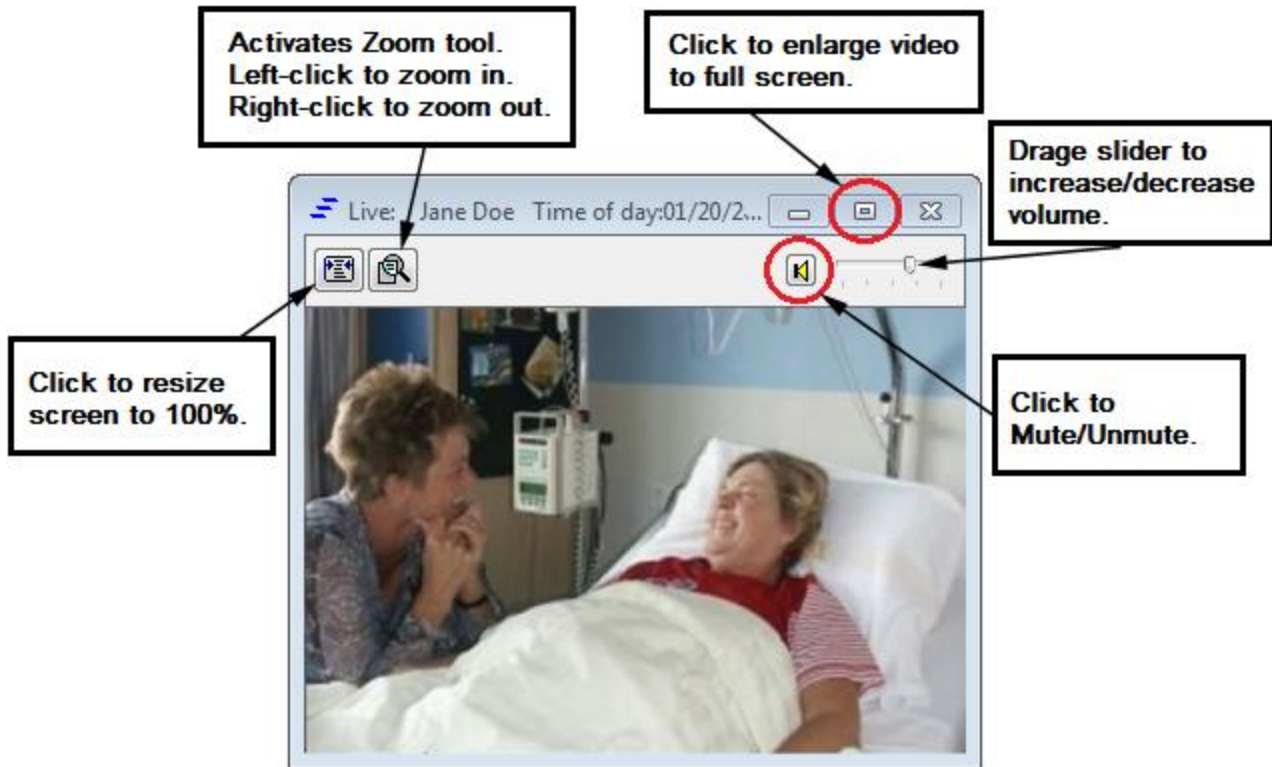 Activates Zoom tool.
Left-click to zoom in.
Right-click to zoom out.
Click to enlarge video
to full screen.
Drage slider to
increase/decrease
volume.
Live: Jane Doe Time of day:01/20/2...
Click to resize
screen to 100%.
Click to
Mute/Unmute.